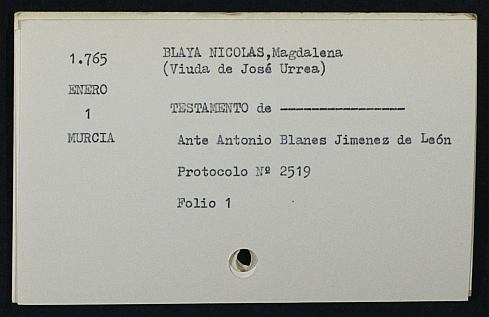 1.765
BLAYA NICOLAS,Magdalena
(Viuda de José Urrea)
ENERO
1
TESTAMENTO de ----------------
MURCIA
Ante Antonio Blanes Jimenez de León
Protocolo Nº 2519
Folio 1